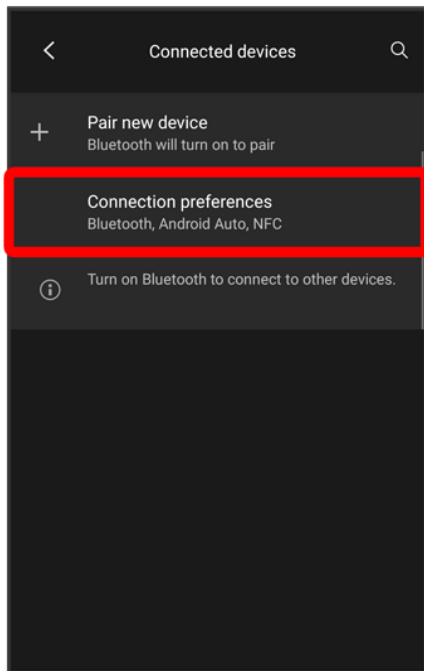 Connected devices
Pair new device
Bluetooth will turn on to pair
Connection preferences
Bluetooth, Android Auto, NFC
Turn on Bluetooth to connect to other devices.